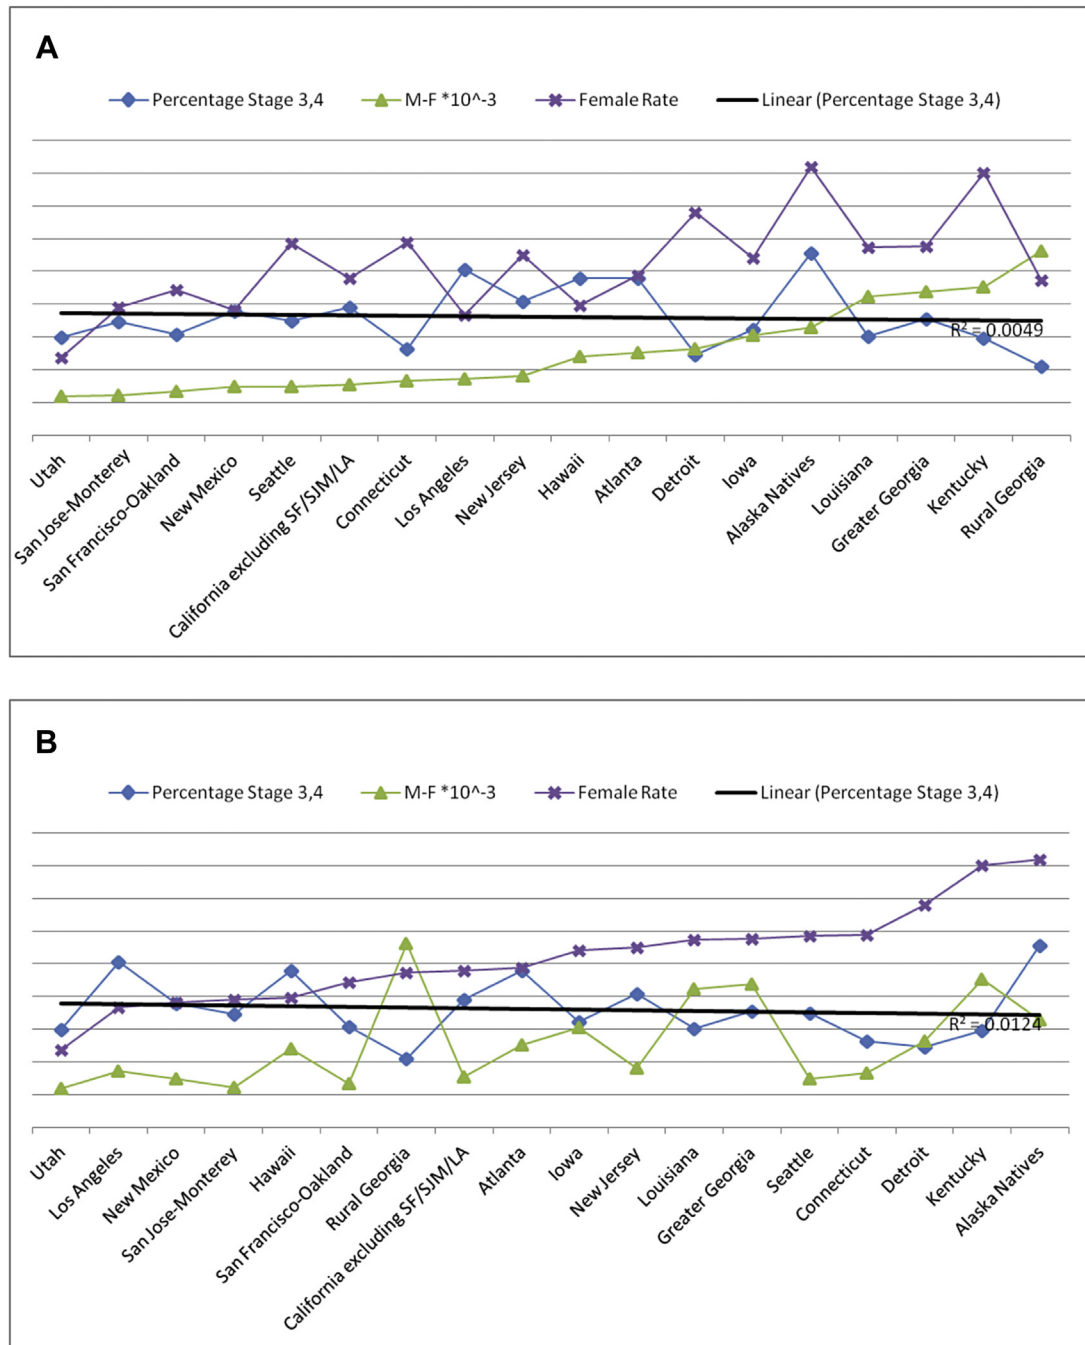 A
Percentage Stage 3,4 M-F *10^-3 Female Rate Linear (Percentage Stage 3,4)
R² = 0.0049
Utah
San Jose-Monterey
San Francisco-Oakland
New Mexico
Seattle
California excluding SF/SJM/LA
Connecticut
Los Angeles
New Jersey
Hawaii
Atlanta
Detroit
Iowa
Alaska Natives
Louisiana
Greater Georgia
Kentucky
Rural Georgia
B
Percentage Stage 3,4 M-F *10^-3 Female Rate Linear (Percentage Stage 3,4)
R² = 0.0124
Utah
Los Angeles
New Mexico
San Jose-Monterey
Hawaii
San Francisco-Oakland
Rural Georgia
California excluding SF/SJM/LA
Atlanta
Iowa
New Jersey
Louisiana
Greater Georgia
Seattle
Connecticut
Detroit
Kentucky
Alaska Natives